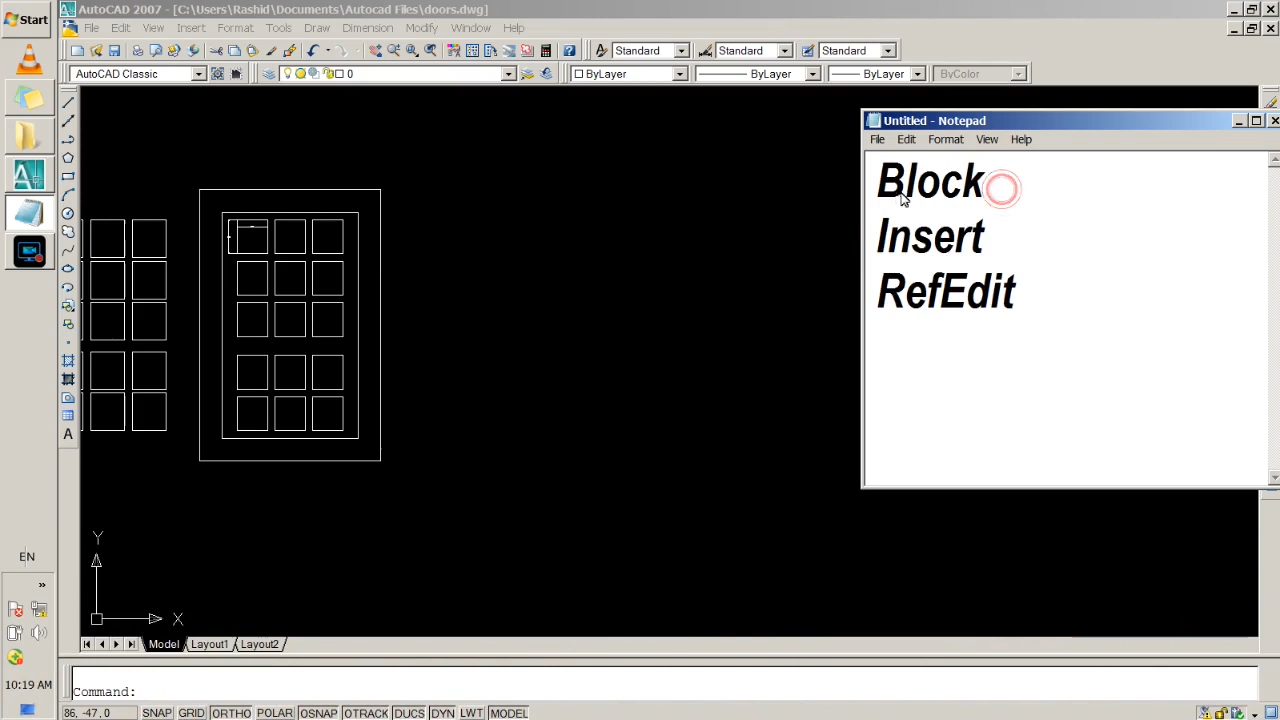 Start
AutoCAD 2007 - [C:\Users\Rashid\Documents\Autocad Files\doors.dwg]
File Edit View Insert Format Tools Draw Dimension Modify Window Help
Standard Standard Standard
AutoCAD Classic 0 ByLayer ByLayer ByLayer ByColor
Untitled - Notepad
File Edit Format View Help
Block
Insert
RefEdit
Y
X
A
EN
»
10:19 AM
Model Layout1 Layout2
Command:
86, -47, 0 SNAP GRID ORTHO POLAR OSNAP OTRACK DUCS DYN LWT MODEL